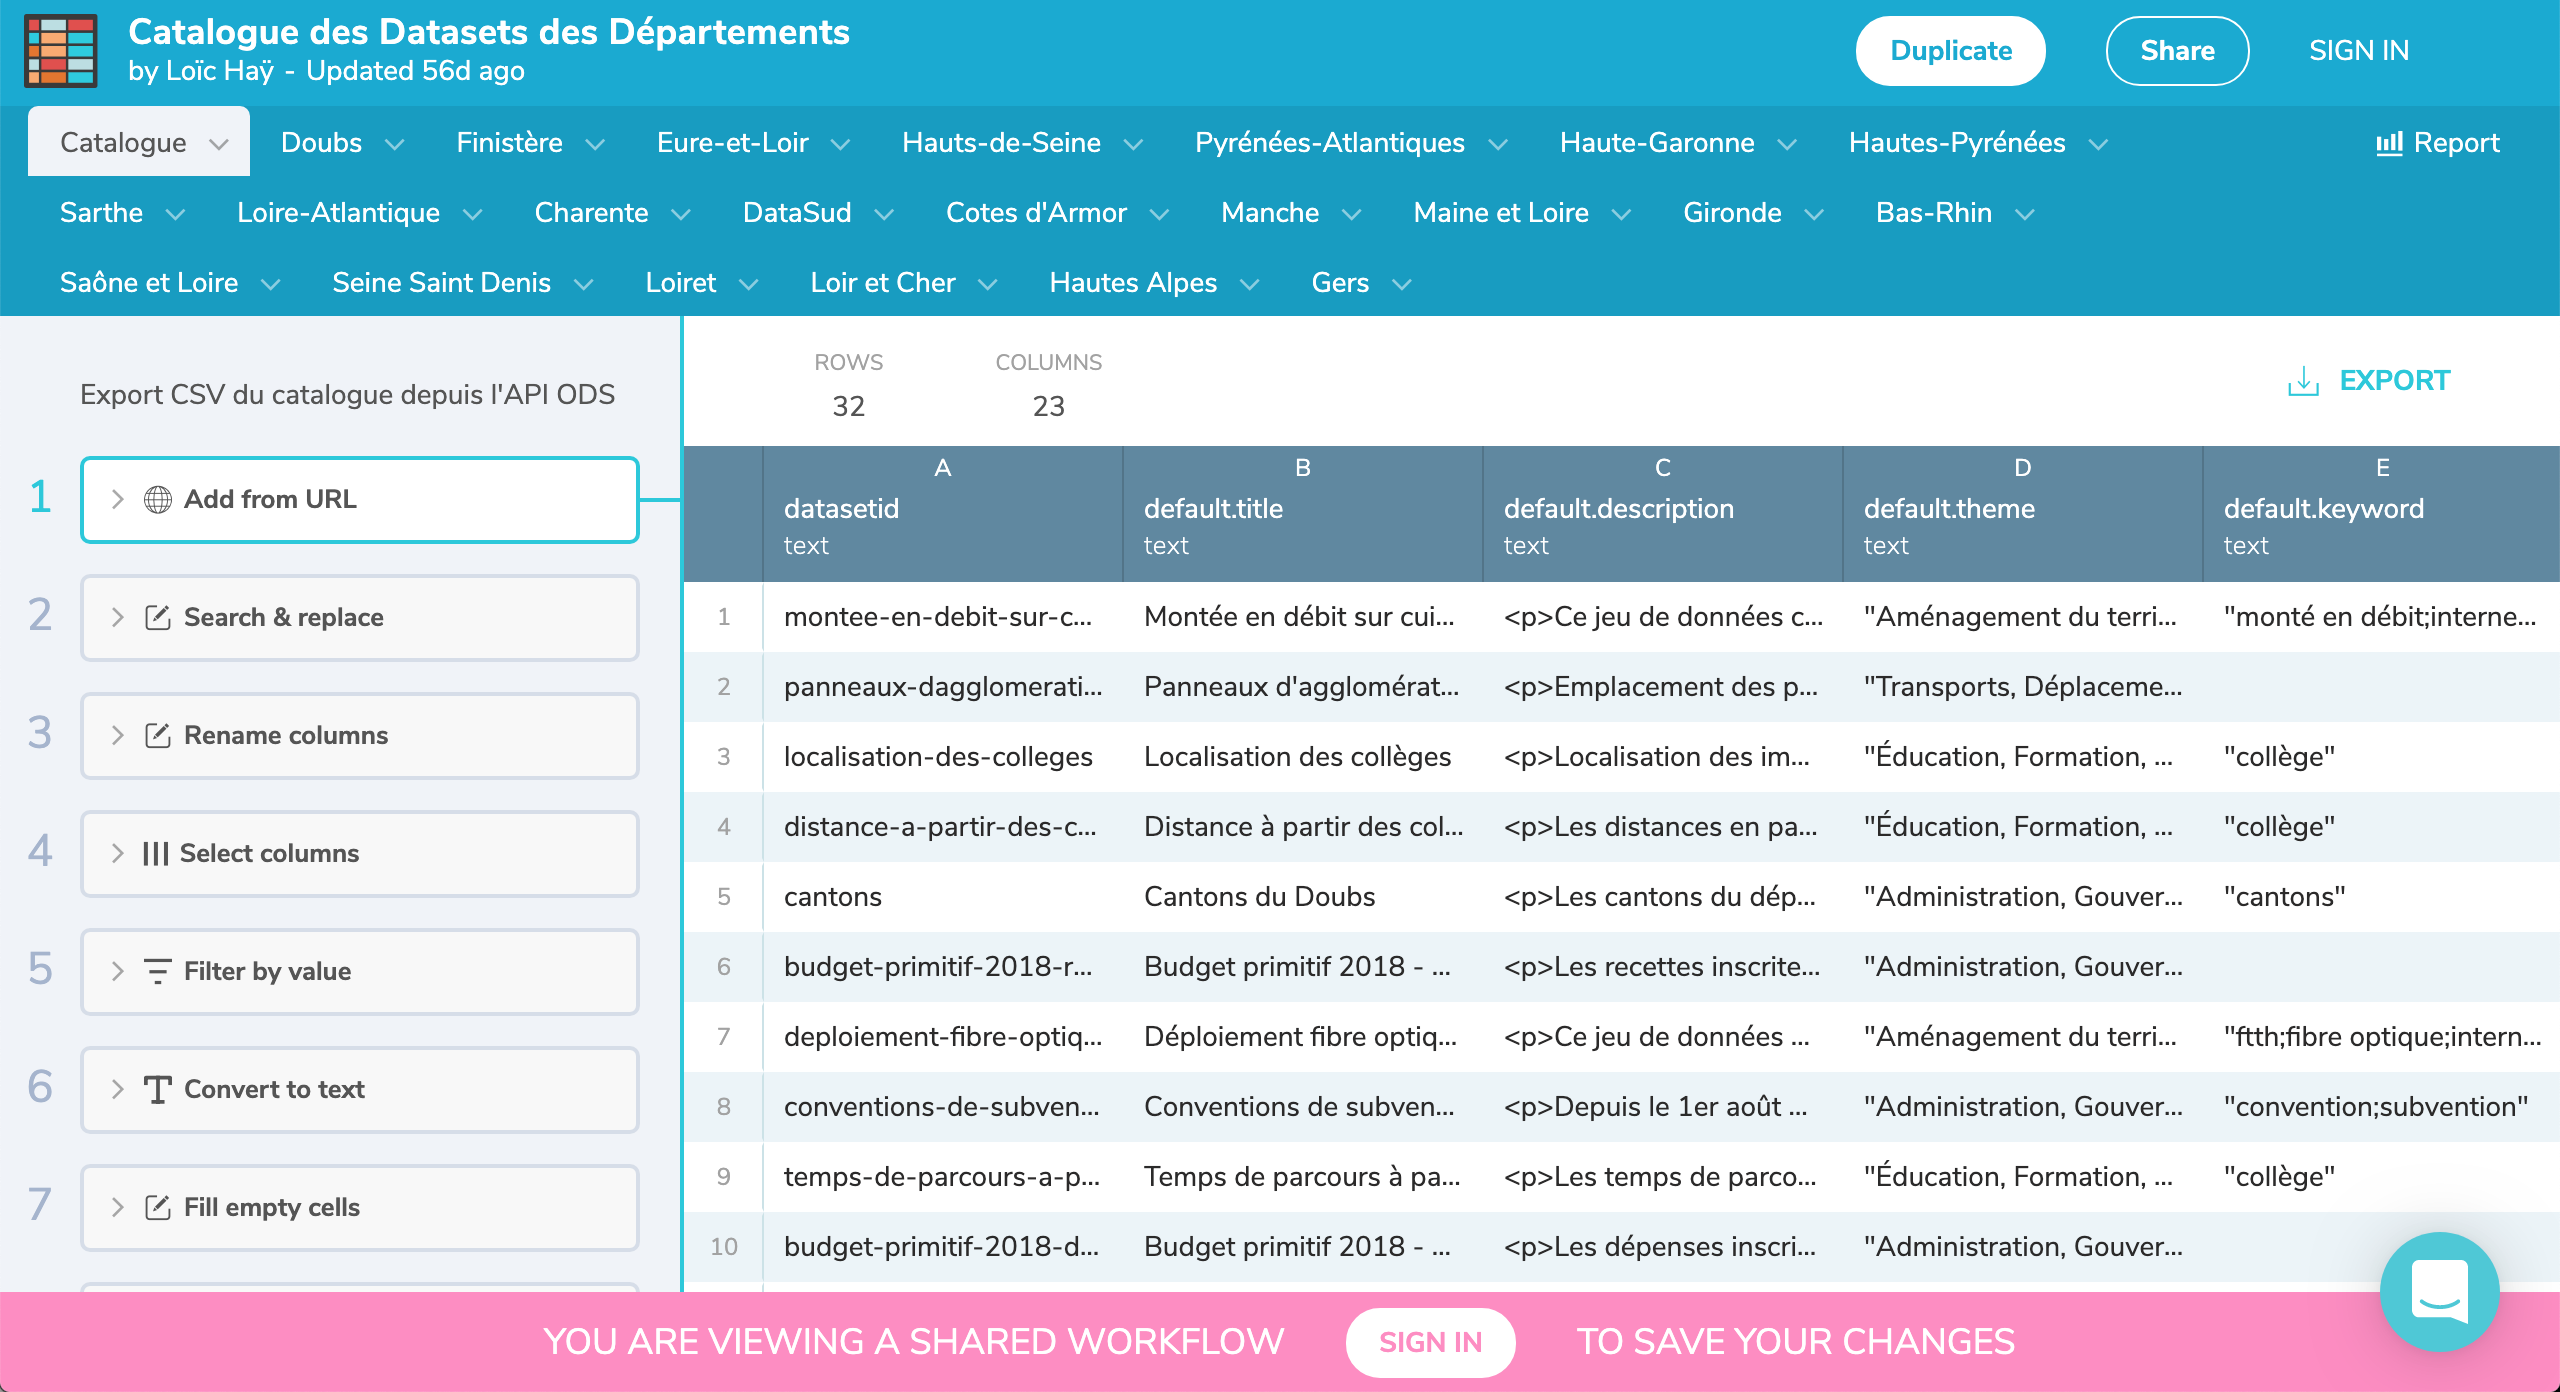 Catalogue des Datasets des Départements
by Loïc Haÿ - Updated 56d ago
Duplicate
Share
SIGN IN
Catalogue Doubs Finistère Eure-et-Loir Hauts-de-Seine Pyrénées-Atlantiques Haute-Garonne Hautes-Pyrénées Report
Sarthe Loire-Atlantique Charente DataSud Cotes d'Armor Manche Maine et Loire Gironde Bas-Rhin
Saône et Loire Seine Saint Denis Loiret Loir et Cher Hautes Alpes Gers
Export CSV du catalogue depuis l'API ODS
1 Add from URL
2 Search & replace
3 Rename columns
4 Select columns
5 Filter by value
6 Convert to text
7 Fill empty cells
ROWS COLUMNS
32 23
EXPORT
A B C D E
datasetid default.title default.description default.theme default.keyword
text text text text text
1 montee-en-debit-sur-c... Montée en débit sur cui... <p>Ce jeu de données c... "Aménagement du terri... "monté en débit;interne...
2 panneaux-dagglomerati... Panneaux d'agglomérat... <p>Emplacement des p... "Transports, Déplaceme...
3 localisation-des-colleges Localisation des collèges <p>Localisation des im... "Éducation, Formation, ... "collège"
4 distance-a-partir-des-c... Distance à partir des col... <p>Les distances en pa... "Éducation, Formation, ... "collège"
5 cantons Cantons du Doubs <p>Les cantons du dép... "Administration, Gouver... "cantons"
6 budget-primitif-2018-r... Budget primitif 2018 - ... <p>Les recettes inscrite... "Administration, Gouver...
7 deploiement-fibre-optiq... Déploiement fibre optiq... <p>Ce jeu de données ... "Aménagement du terri... "ftth;fibre optique;intern...
8 conventions-de-subven... Conventions de subven... <p>Depuis le 1er août ... "Administration, Gouver... "convention;subvention"
9 temps-de-parcours-a-p... Temps de parcours à pa... <p>Les temps de parco... "Éducation, Formation, ... "collège"
10 budget-primitif-2018-d... Budget primitif 2018 - ... <p>Les dépenses inscri... "Administration, Gouver...
YOU ARE VIEWING A SHARED WORKFLOW SIGN IN TO SAVE YOUR CHANGES